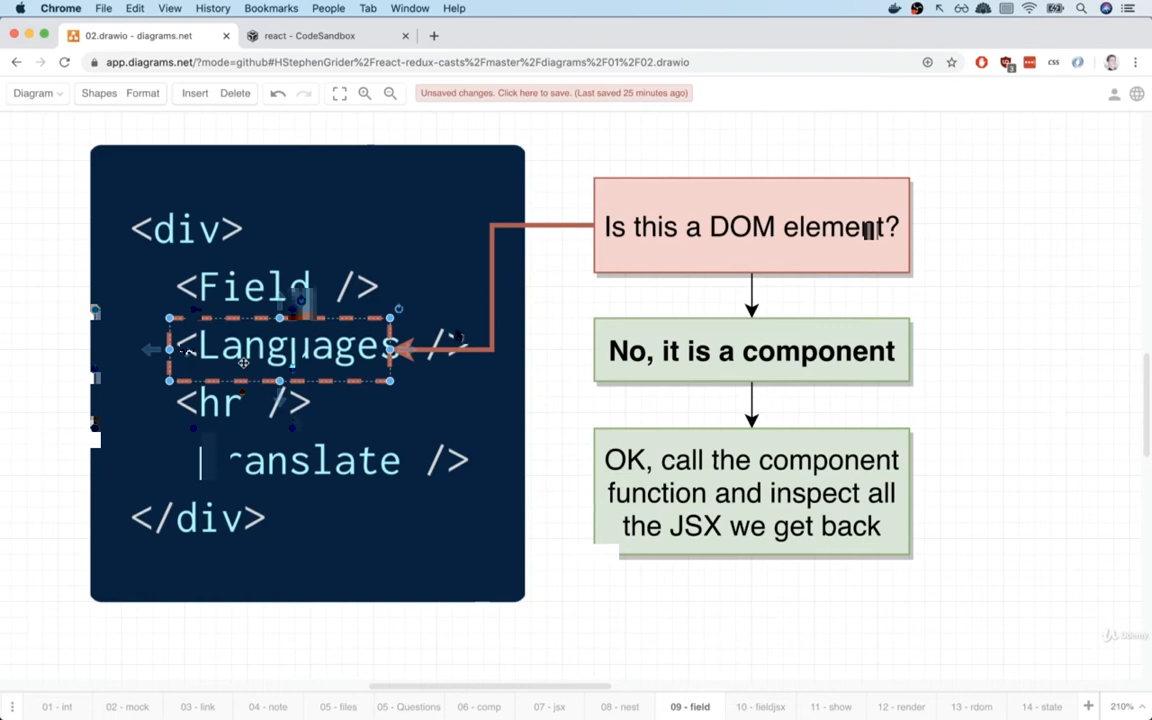 Chrome File Edit View History Bookmarks People Tab Window Help
02.drawio - diagrams.net
react - CodeSandbox
app.diagrams.net/?mode=github#HStephenGrider%2Freact-redux-casts%2Fmaster%2Fdiagrams%2F01%2F02.drawio
css
3
Diagram Shapes Format Insert Delete Unsaved changes. Click here to save. (Last saved 25 minutes ago)
<div>
<Field />
<Languages />
<hr />
ranslate />
</div>
Is this a DOM element?
No, it is a component
OK, call the component
function and inspect all
the JSX we get back
Udemy
01 - int 02 - mock 03 - link 04 - note 05 - files 05 - Questions 06 - comp 07 - jsx 08 - nest 09 - field 10 - fieldjsx 11 - show 12 - render 13 - rdom 14 - state 210%